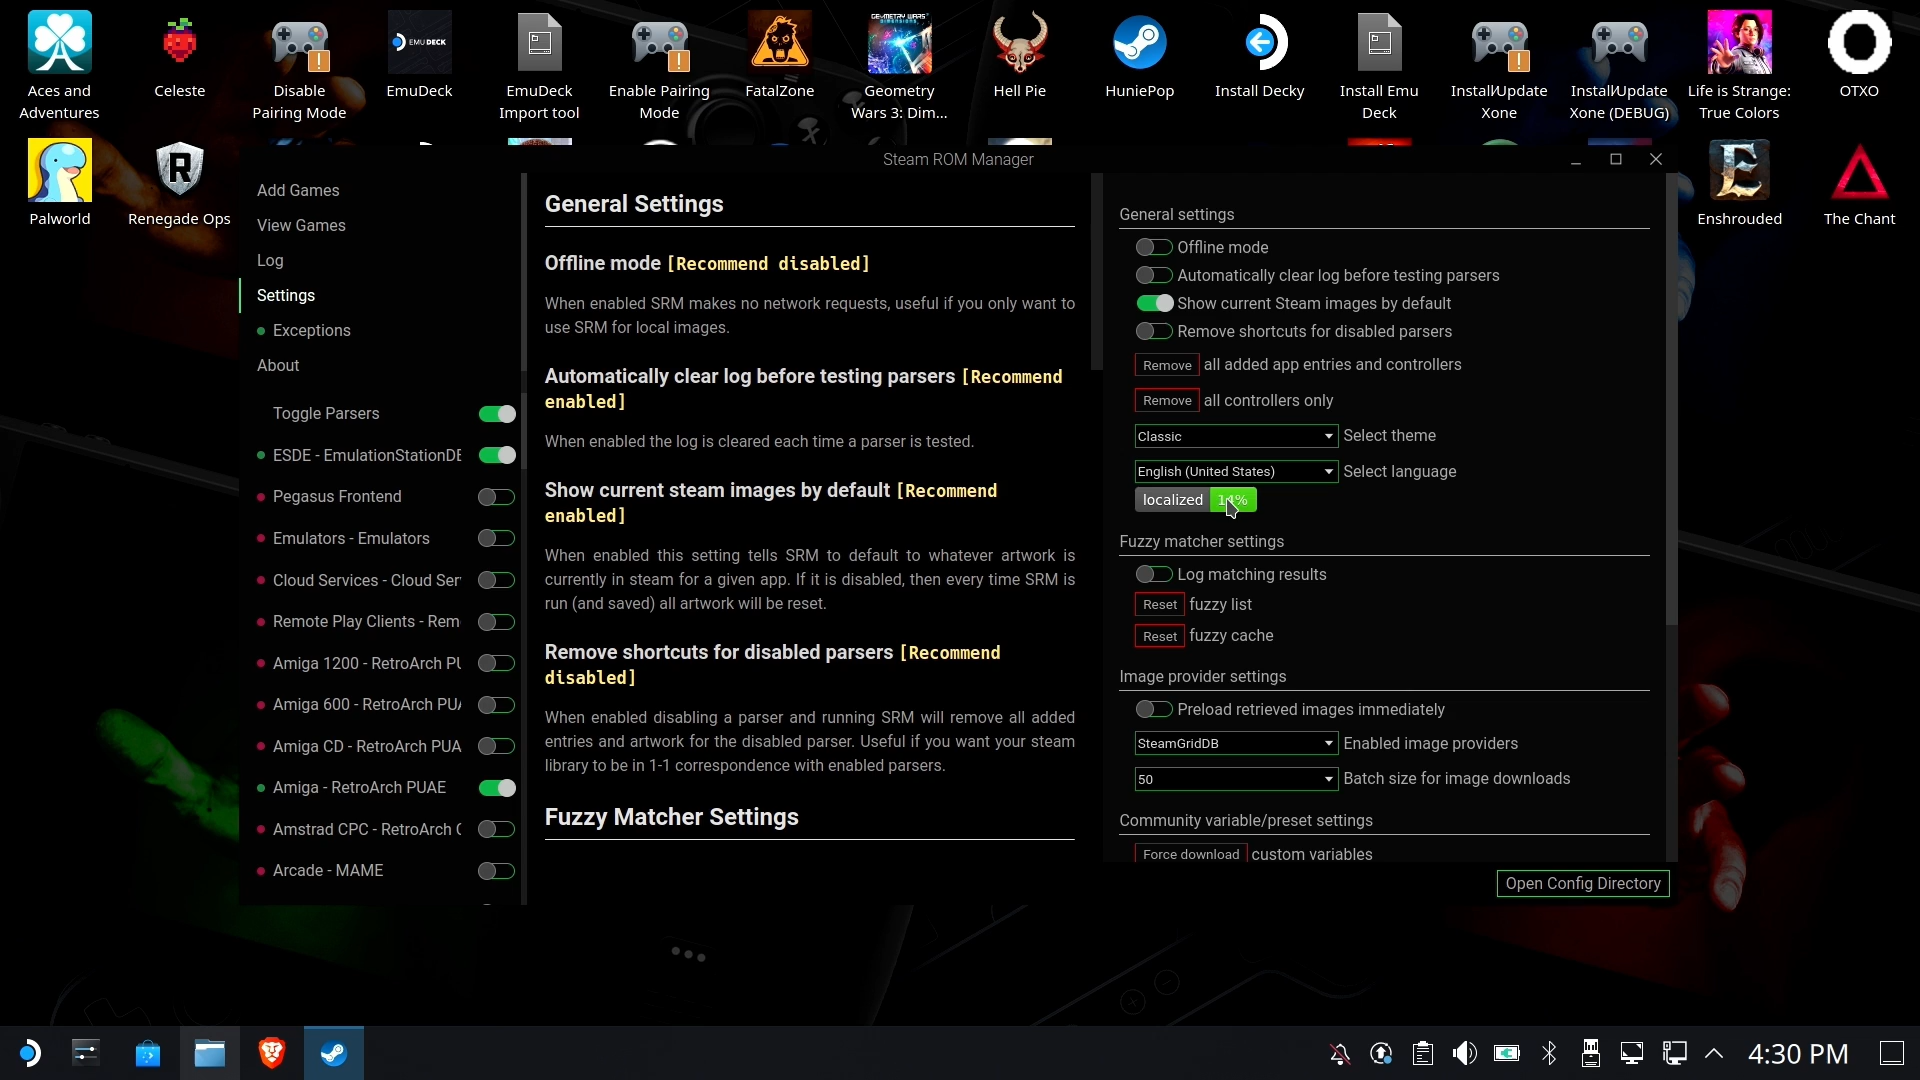 Aces and
Adventures
Celeste
Disable
Pairing Mode
EMUDECK
EmuDeck
EmuDeck
Import tool
Enable Pairing
Mode
FatalZone
GEOMETRY WARS
DIMENSIONS
Geometry
Wars 3: Dim...
Hell Pie
HuniePop
Install Decky
Install Emu
Deck
Install/Update
Xone
Install/Update
Xone (DEBUG)
Life is Strange:
True Colors
OTXO
Palworld
R
Renegade Ops
E
Enshrouded
The Chant
Steam ROM Manager
Add Games
View Games
Log
Settings
Exceptions
About
Toggle Parsers
ESDE - EmulationStationDE
Pegasus Frontend
Emulators - Emulators
Cloud Services - Cloud Ser
Remote Play Clients - Rem
Amiga 1200 - RetroArch PU
Amiga 600 - RetroArch PUA
Amiga CD - RetroArch PUA
Amiga - RetroArch PUAE
Amstrad CPC - RetroArch C
Arcade - MAME
General Settings
Offline mode [Recommend disabled]
When enabled SRM makes no network requests, useful if you only want to
use SRM for local images.
Automatically clear log before testing parsers [Recommend
enabled]
When enabled the log is cleared each time a parser is tested.
Show current steam images by default [Recommend
enabled]
When enabled this setting tells SRM to default to whatever artwork is
currently in steam for a given app. If it is disabled, then every time SRM is
run (and saved) all artwork will be reset.
Remove shortcuts for disabled parsers [Recommend
disabled]
When enabled disabling a parser and running SRM will remove all added
entries and artwork for the disabled parser. Useful if you want your steam
library to be in 1-1 correspondence with enabled parsers.
Fuzzy Matcher Settings
General settings
Offline mode
Automatically clear log before testing parsers
Show current Steam images by default
Remove shortcuts for disabled parsers
Remove all added app entries and controllers
Remove all controllers only
Classic Select theme
English (United States) Select language
localized
Fuzzy matcher settings
Log matching results
Reset fuzzy list
Reset fuzzy cache
Image provider settings
Preload retrieved images immediately
SteamGridDB Enabled image providers
50 Batch size for image downloads
Community variable/preset settings
Force download custom variables
Open Config Directory
4:30 PM